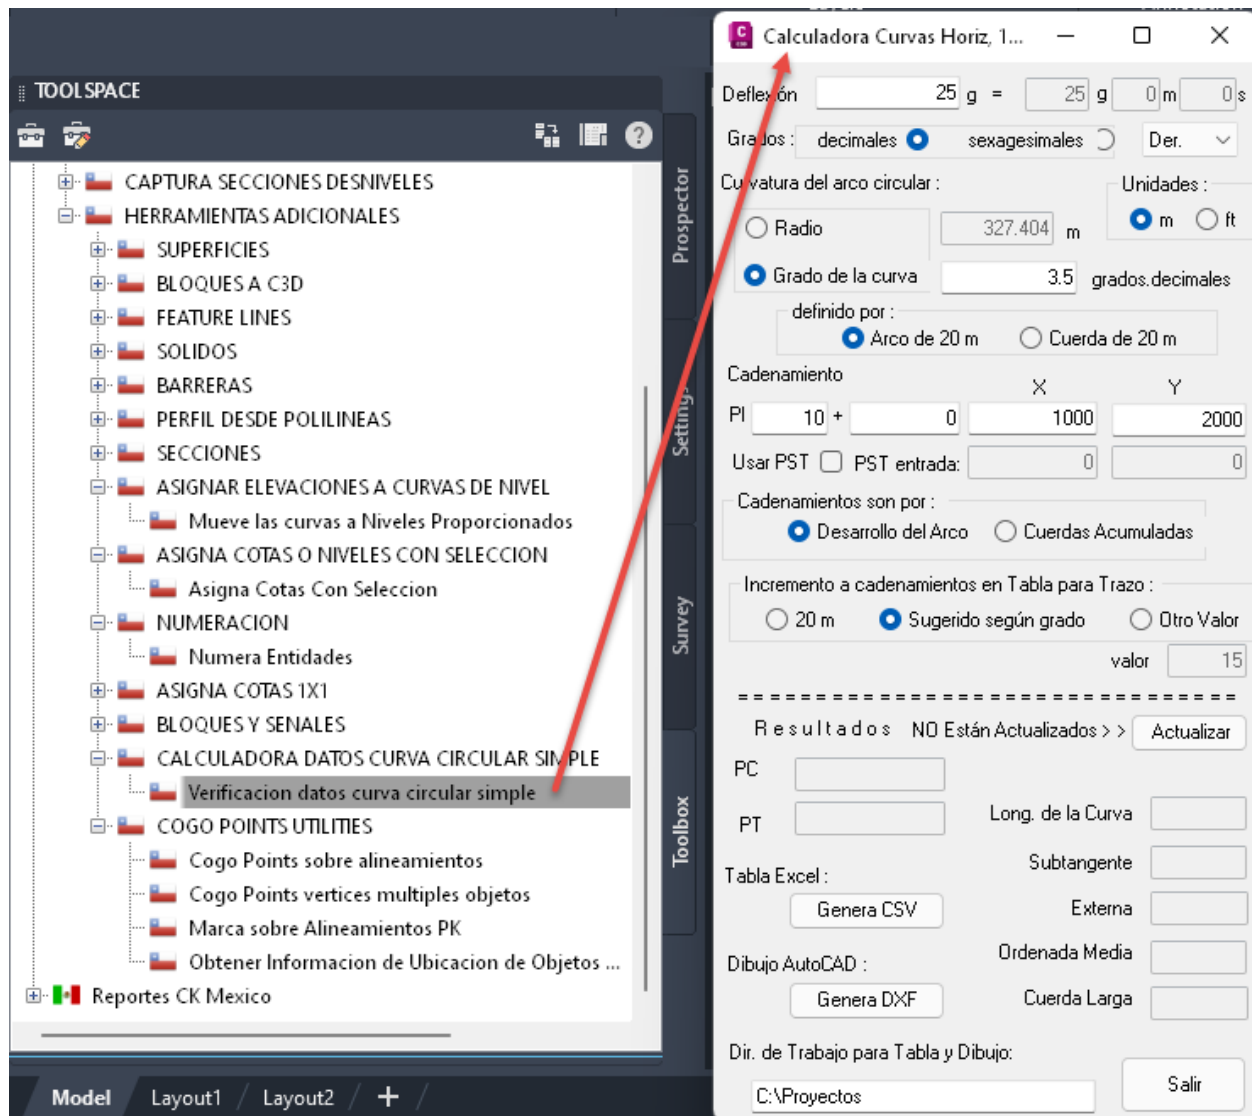 TOOLSPACE
CAPTURA SECCIONES DESNIVELES
HERRAMIENTAS ADICIONALES
SUPERFICIES
BLOQUES A C3D
FEATURE LINES
SOLIDOS
BARRERAS
PERFIL DESDE POLILINEAS
SECCIONES
ASIGNAR ELEVACIONES A CURVAS DE NIVEL
Mueve las curvas a Niveles Proporcionados
ASIGNA COTAS O NIVELES CON SELECCION
Asigna Cotas Con Seleccion
NUMERACION
Numera Entidades
ASIGNA COTAS 1X1
BLOQUES Y SENALES
CALCULADORA DATOS CURVA CIRCULAR SIMPLE
Verificacion datos curva circular simple
COGO POINTS UTILITIES
Cogo Points sobre alineamientos
Cogo Points vertices multiples objetos
Marca sobre Alineamientos PK
Obtener Informacion de Ubicacion de Objetos ...
Reportes CK Mexico
Prospector
Settings
Survey
Toolbox
Model Layout1 Layout2 +
Calculadora Curvas Horiz, 1...
Deflexión 25 g = 25 g 0 m 0 s
Grados : decimales sexagesimales Der.
Curvatura del arco circular : Unidades :
Radio 327.404 m m ft
Grado de la curva 3.5 grados.decimales
definido por :
Arco de 20 m Cuerda de 20 m
Cadenamiento X Y
PI 10 + 0 1000 2000
Usar PST PST entrada: 0 0
Cadenamientos son por :
Desarrollo del Arco Cuerdas Acumuladas
Incremento a cadenamientos en Tabla para Trazo :
20 m Sugerido según grado Otro Valor
valor 15
================================
Resultados NO Están Actualizados > > Actualizar
PC
PT Long. de la Curva
Subtangente
Tabla Excel :
Genera CSV Externa
Ordenada Media
Dibujo AutoCAD :
Genera DXF Cuerda Larga
Dir. de Trabajo para Tabla y Dibujo:
C:\Proyectos Salir